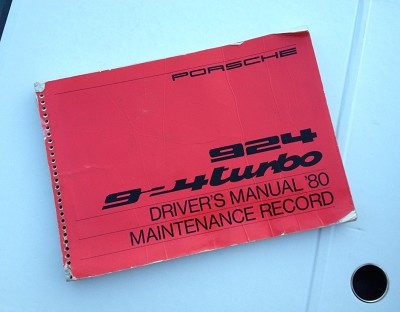 PORSCHE
924
924turbo
DRIVER'S MANUAL '80
MAINTENANCE RECORD